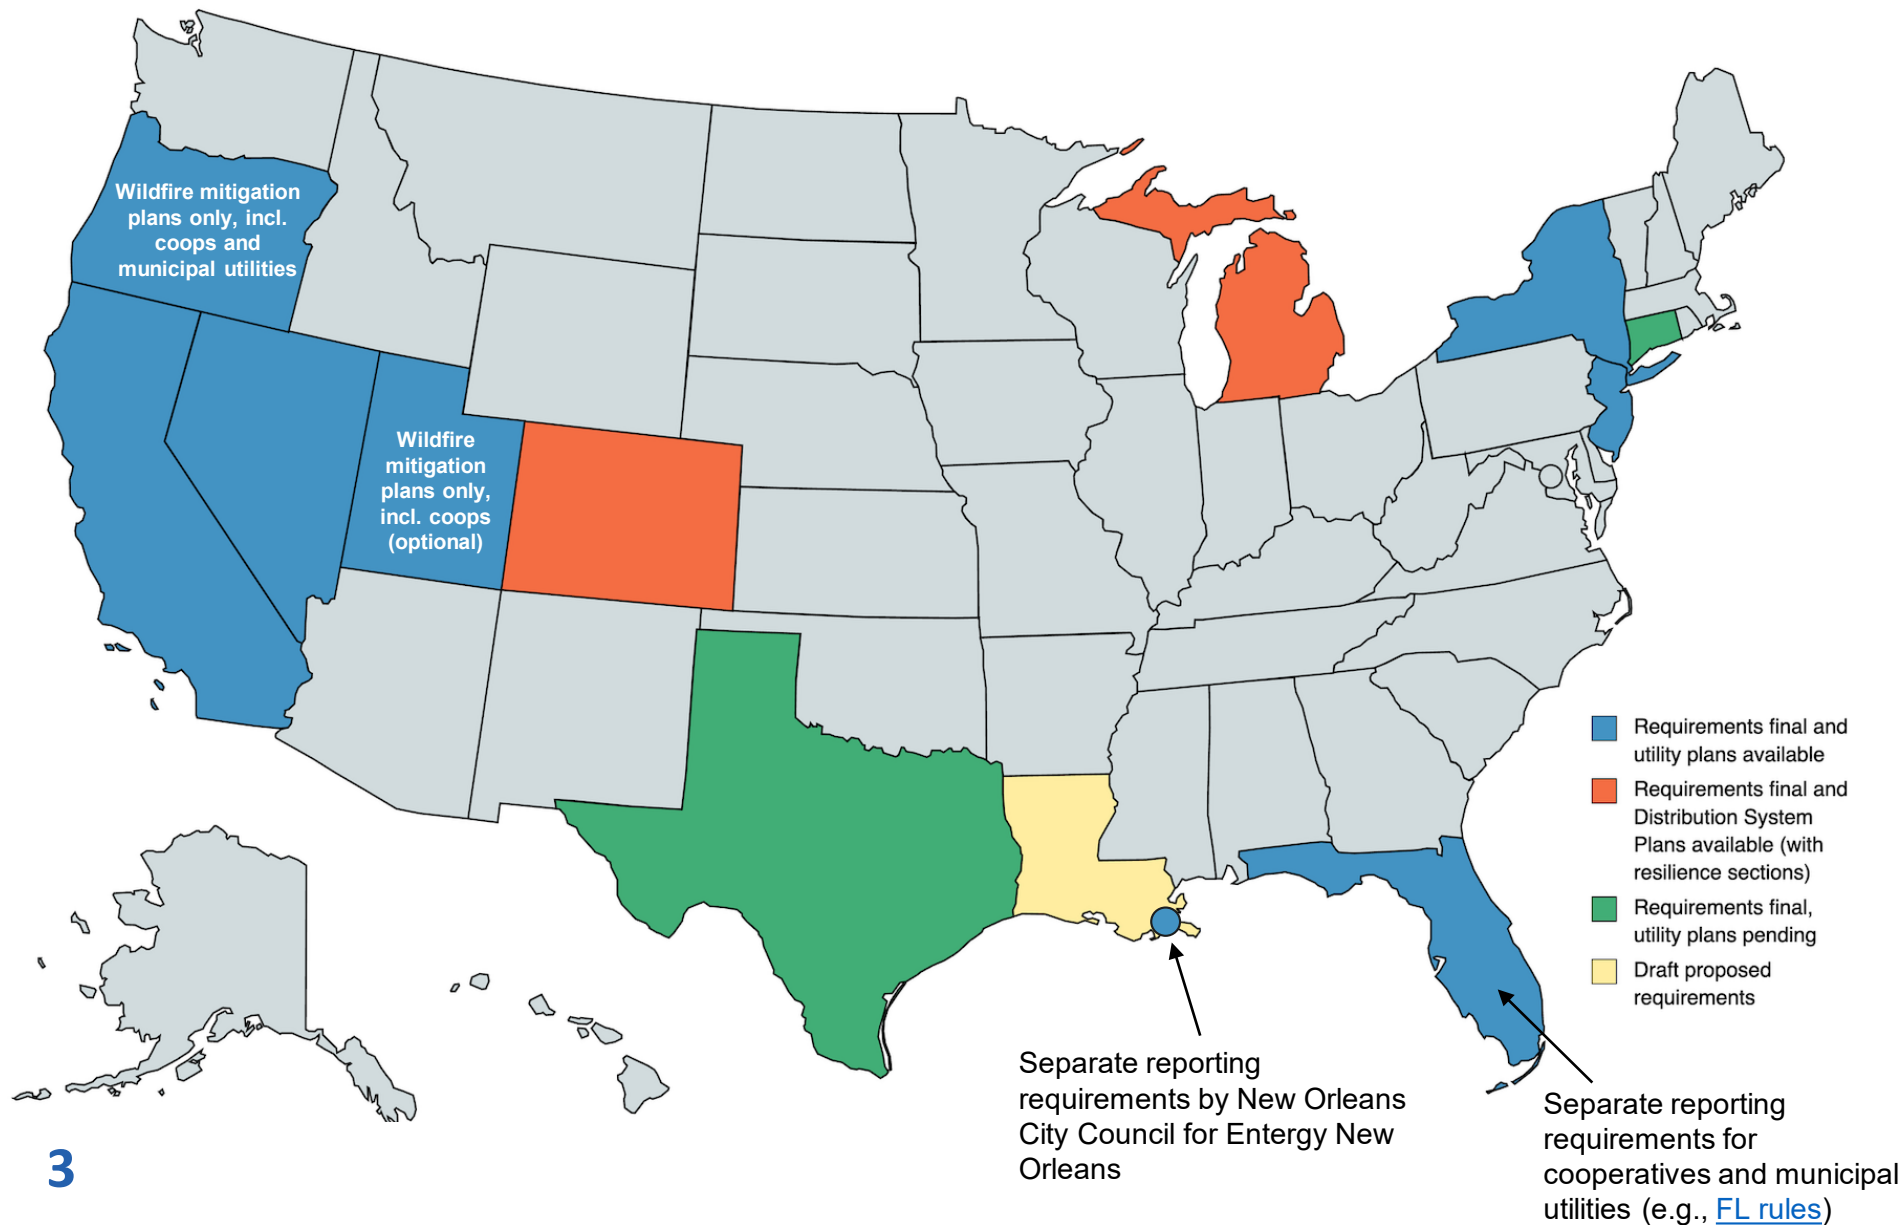 Wildfire mitigation
plans only, incl.
coops and
municipal utilities
Wildfire
mitigation
plans only,
incl. coops
(optional)
Requirements final and
utility plans available
Requirements final and
Distribution System
Plans available (with
resilience sections)
Requirements final,
utility plans pending
Draft proposed
requirements
Separate reporting
requirements by New Orleans
City Council for Entergy New
Orleans
Separate reporting
requirements for
cooperatives and municipal
utilities (e.g., FL rules)
3